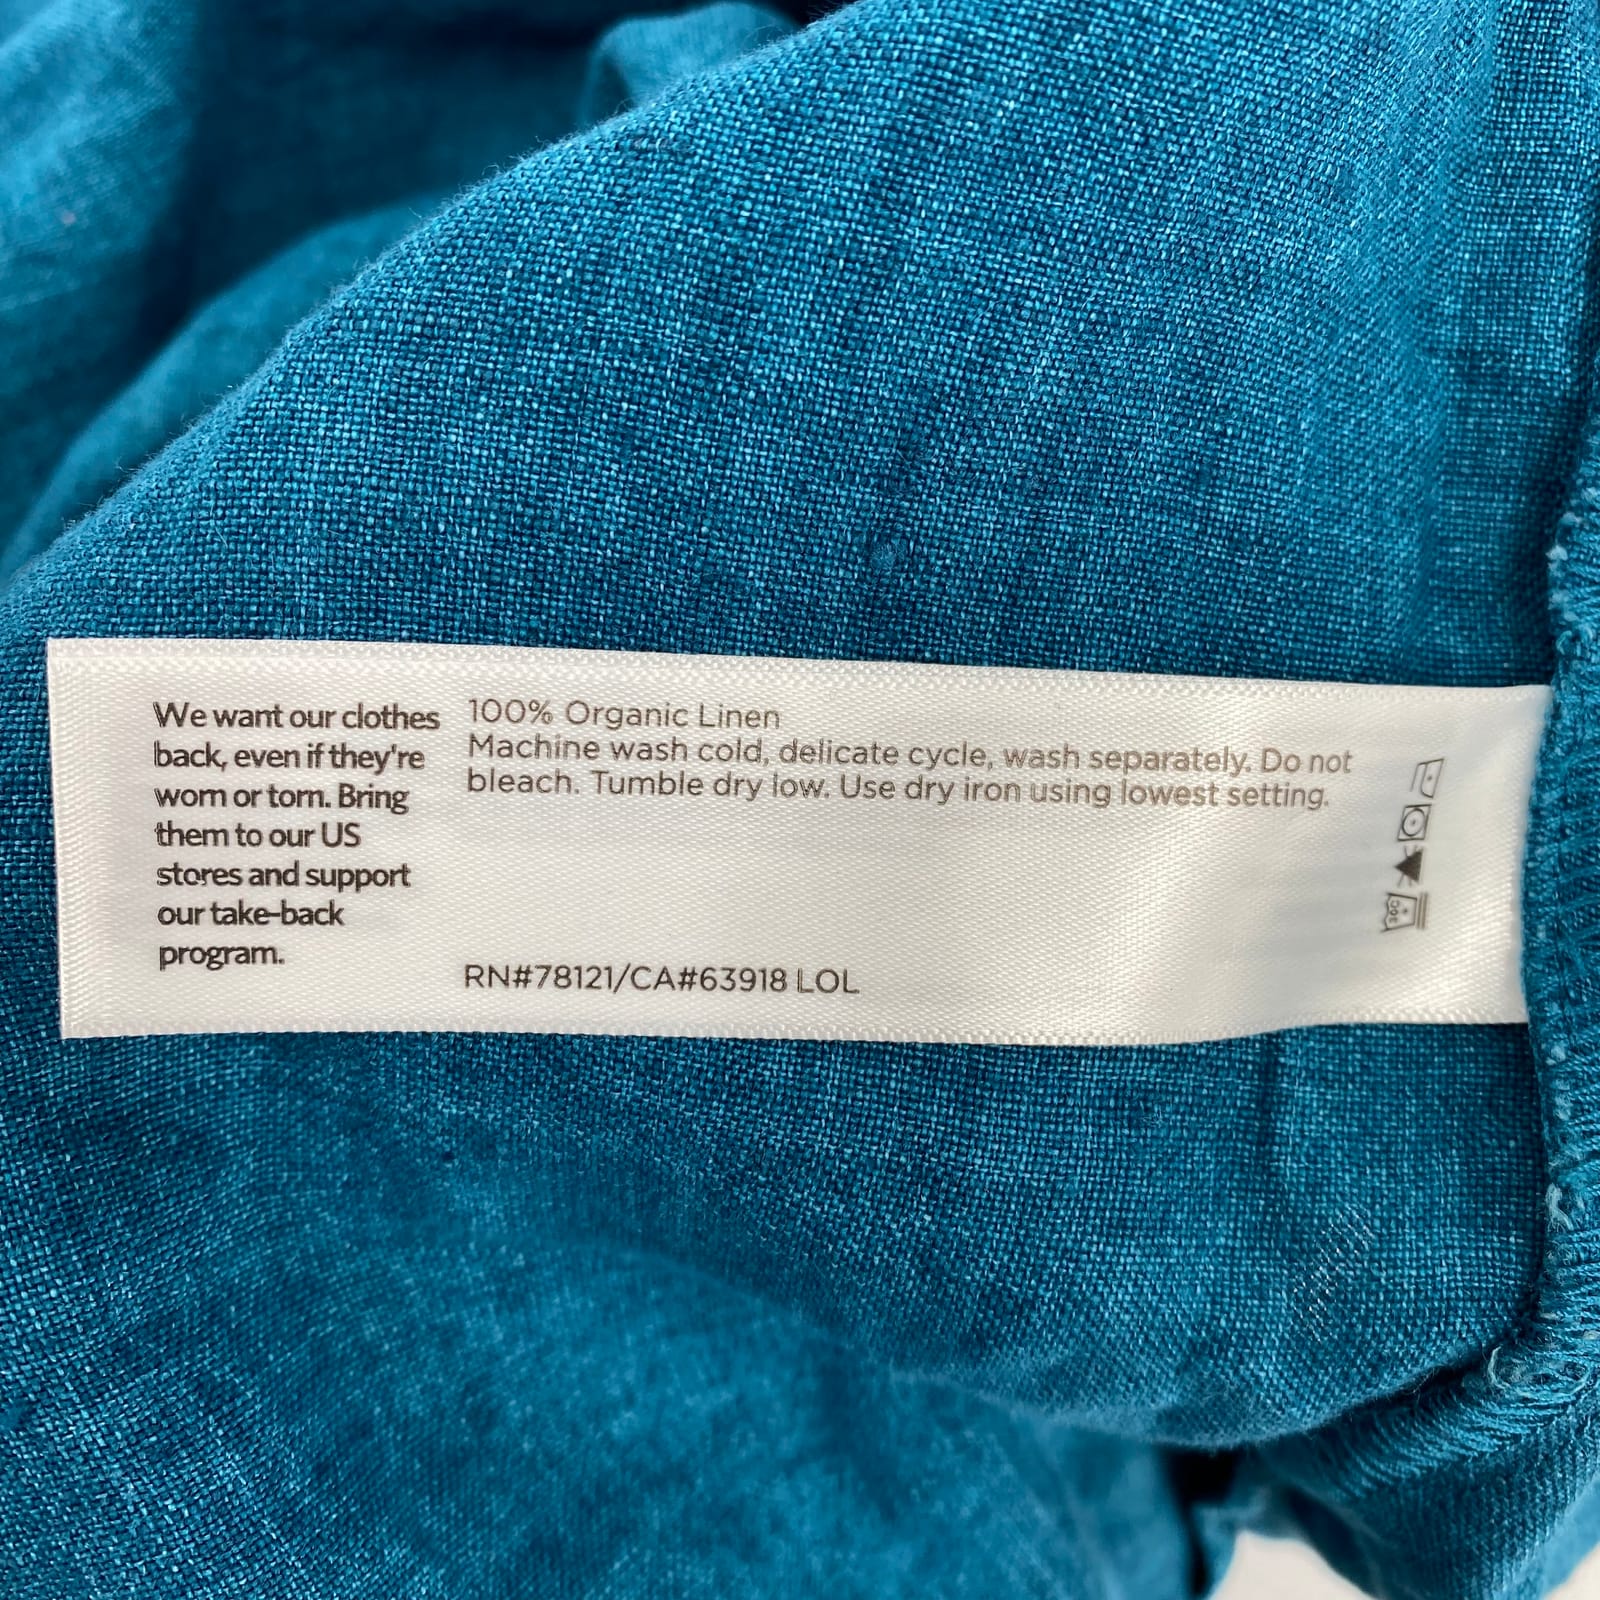 We want our clothes
back, even if they're
worn or torn. Bring
them to our US
stores and support
our take-back
program.
100% Organic Linen
Machine wash cold, delicate cycle, wash separately. Do not
bleach. Tumble dry low. Use dry iron using lowest setting.
RN#78121/CA#63918 LOL
30C